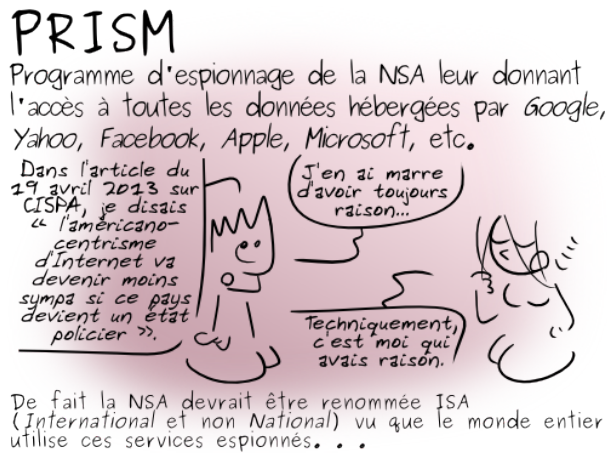 PRISM
Programme d'espionnage de la NSA leur donnant
l'accès à toutes les données hébergées par Google,
Yahoo, Facebook, Apple, Microsoft, etc.
Dans l'article du
19 avril 2013 sur
CISPA, je disais
“ l'américano-
centrisme
d'Internet va
devenir moins
sympa si ce pays
devient un état
policier ”.
J'en ai marre
d'avoir toujours
raison...
Techniquement,
c'est moi qui
avais raison.
De fait la NSA devrait être renommée ISA
(International et non National) vu que le monde entier
utilise ces services espionnés...